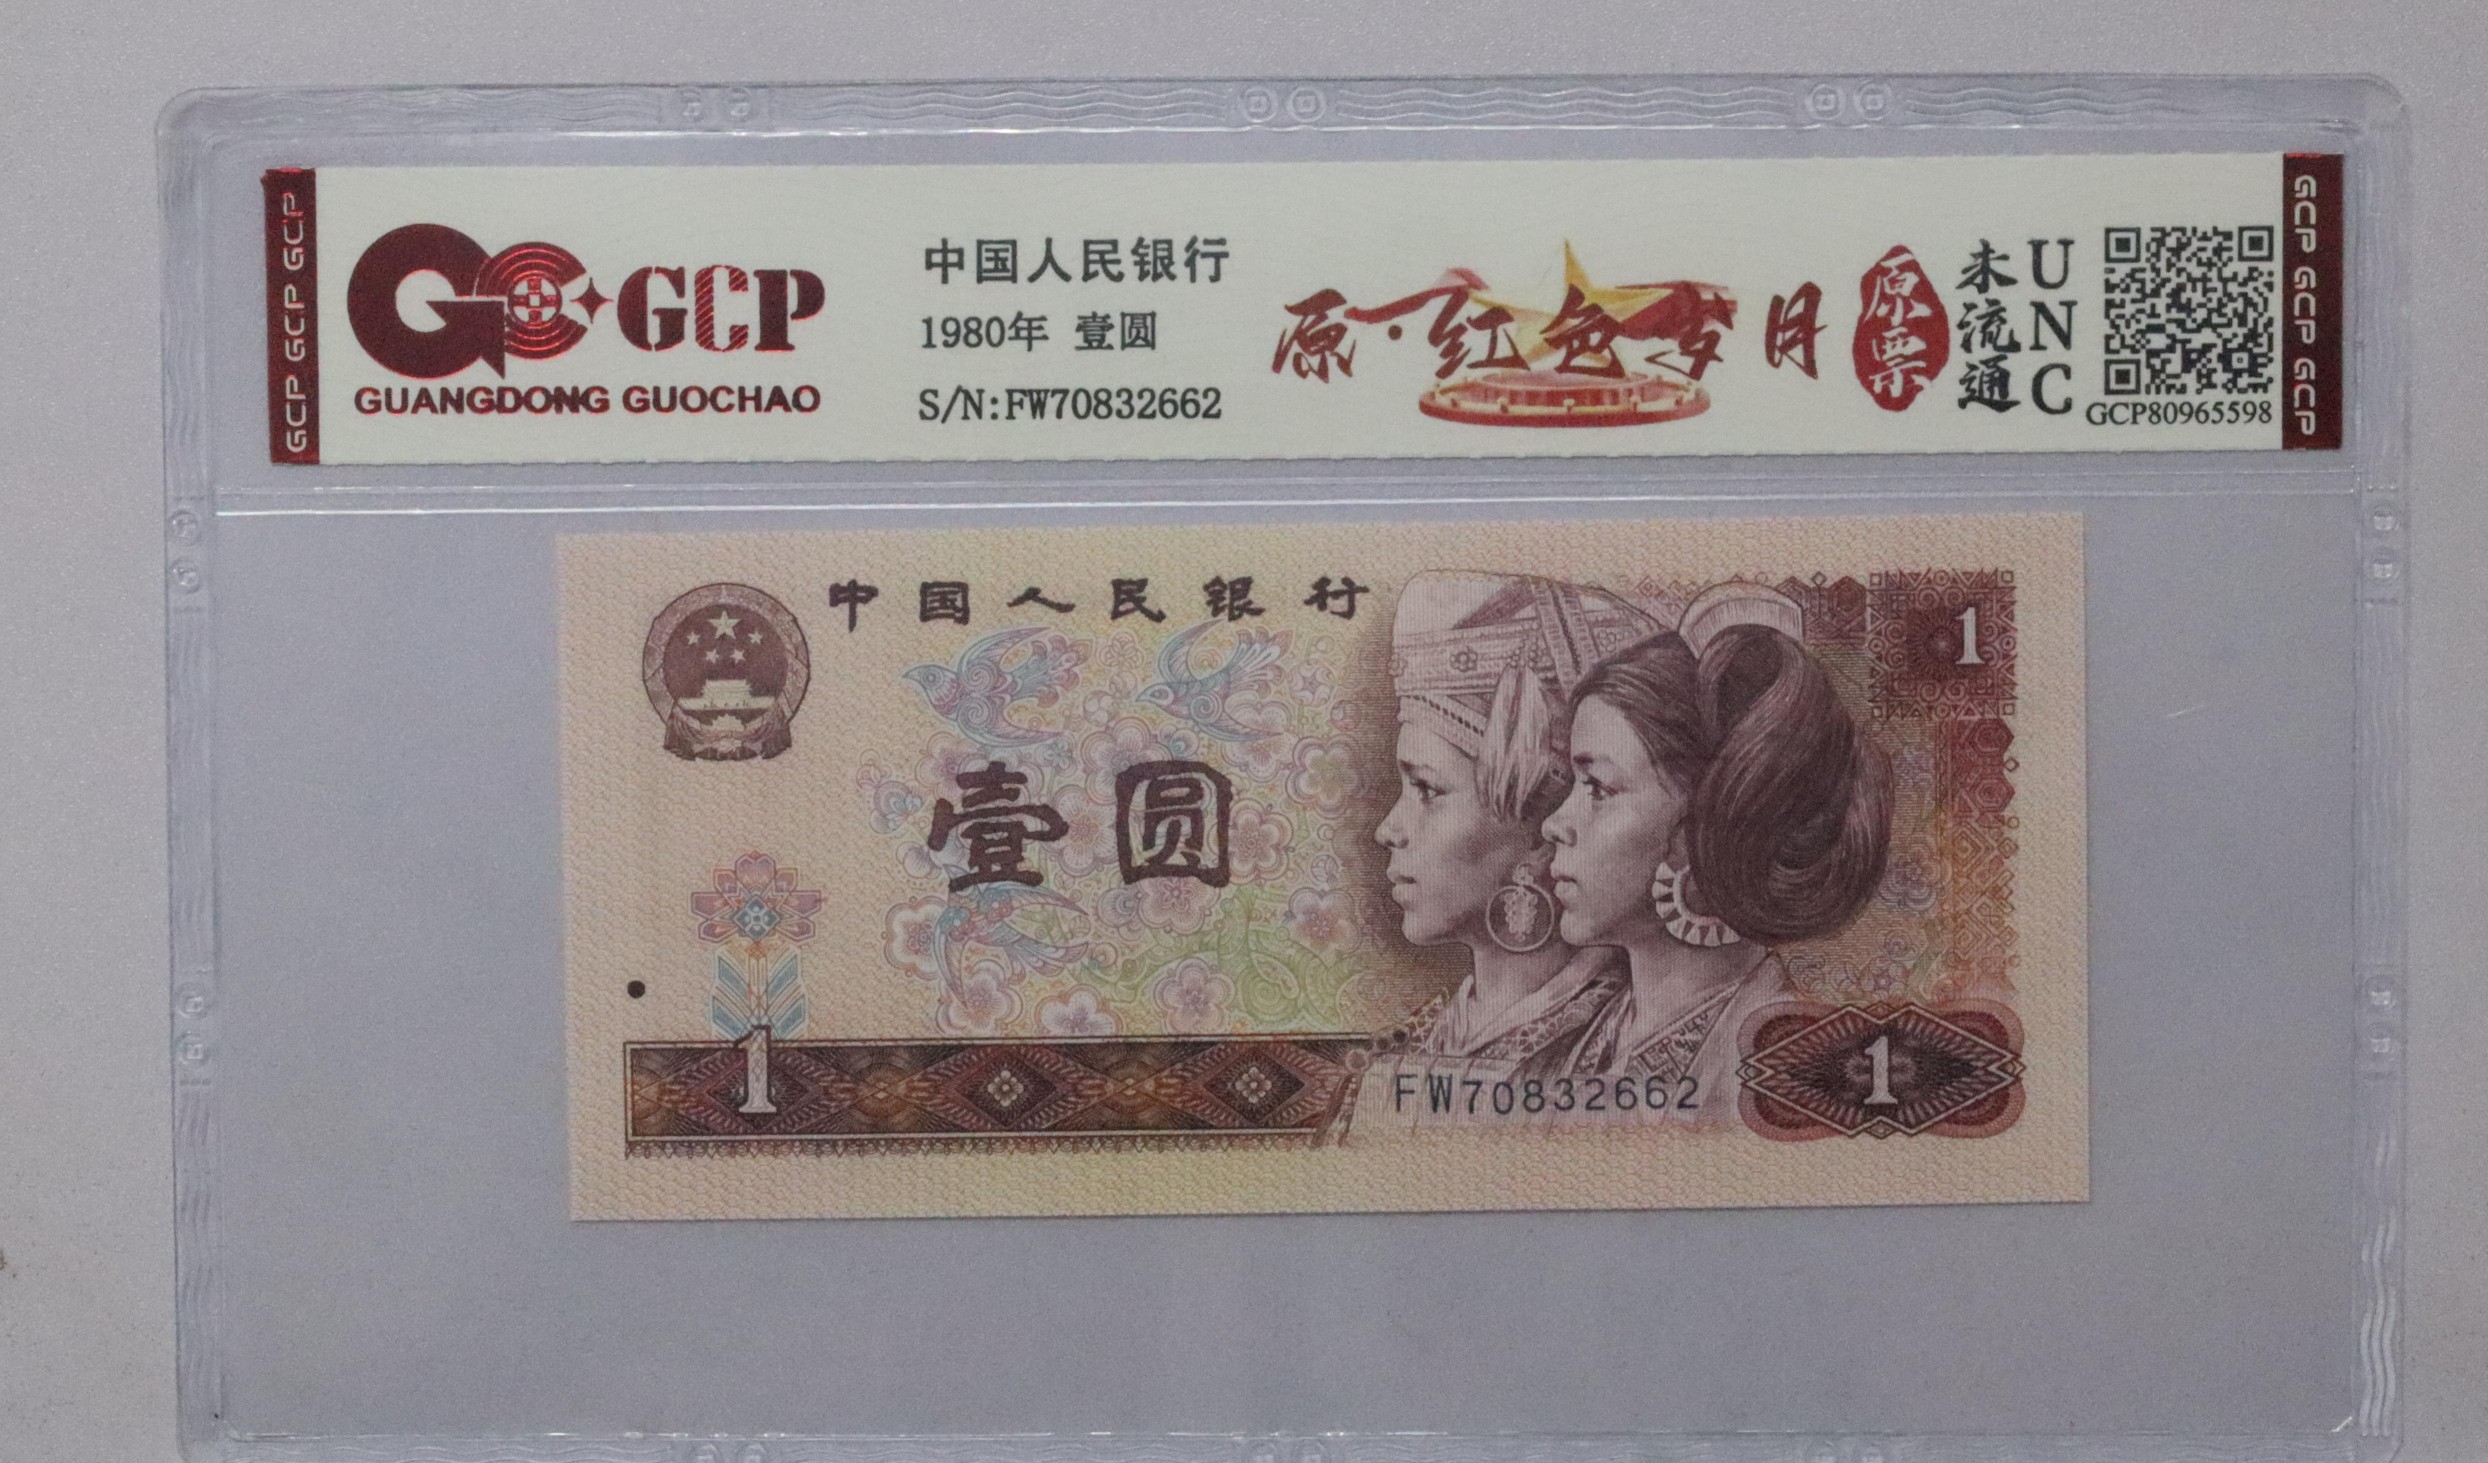 GCP GCP GCP
GCP
GUANGDONG GUOCHAO
中国人民银行
1980年 壹圆
S/N:FW70832662
原·红色岁月
原票
未流通
UNC
GCP80965598
GCP GCP GCP
中国人民银行
1
壹圆
1
FW70832662
1